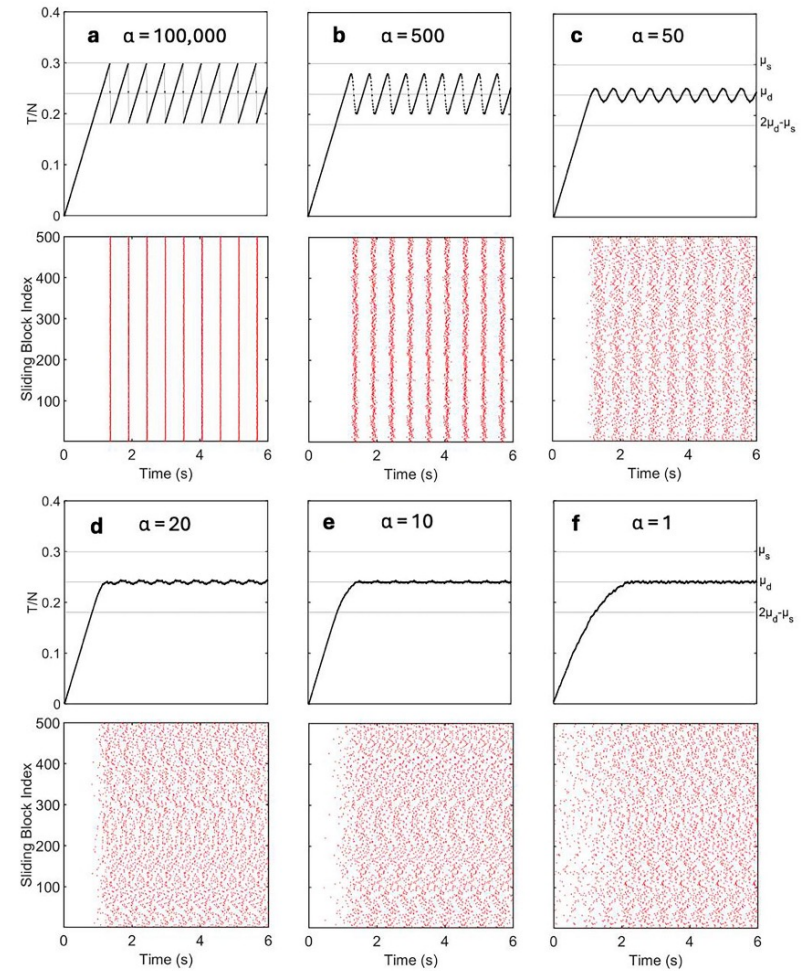 0.4
a α = 100,000
b α = 500
c α = 50
0.3
μs
T/N
0.2
μd
2μd-μs
0.1
0
500
400
Sliding Block Index
300
200
100
0 2 4 6
0 2 4 6
0 2 4 6
Time (s)
Time (s)
Time (s)
0.4
d α = 20
e α = 10
f α = 1
0.3
μs
T/N
0.2
μd
2μd-μs
0.1
0
500
400
Sliding Block Index
300
200
100
0
0 2 4 6
0 2 4 6
0 2 4 6
Time (s)
Time (s)
Time (s)